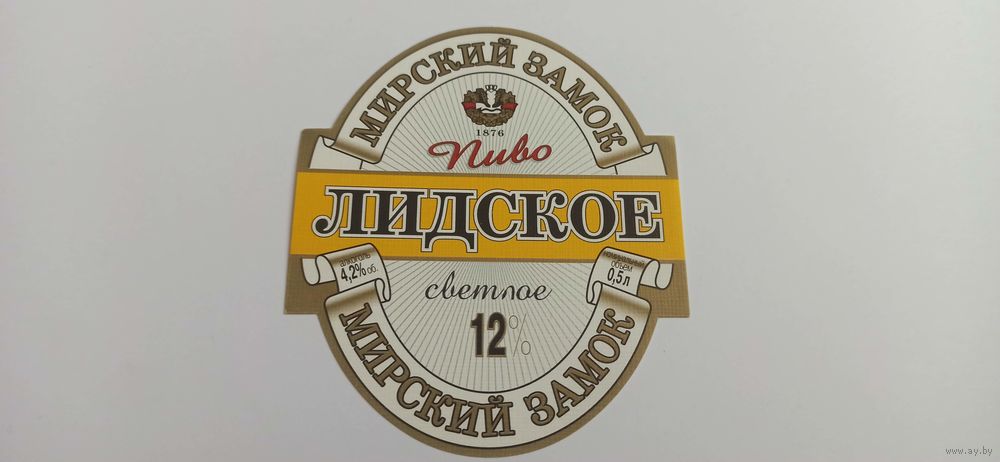 МИРСКИЙ ЗАМОК
1876
Пиво
ЛИДСКОЕ
алкоголь
4,2% об.
номинальный
объем
0,5 л
светлое
12%
МИРСКИЙ ЗАМОК
www.ay.by